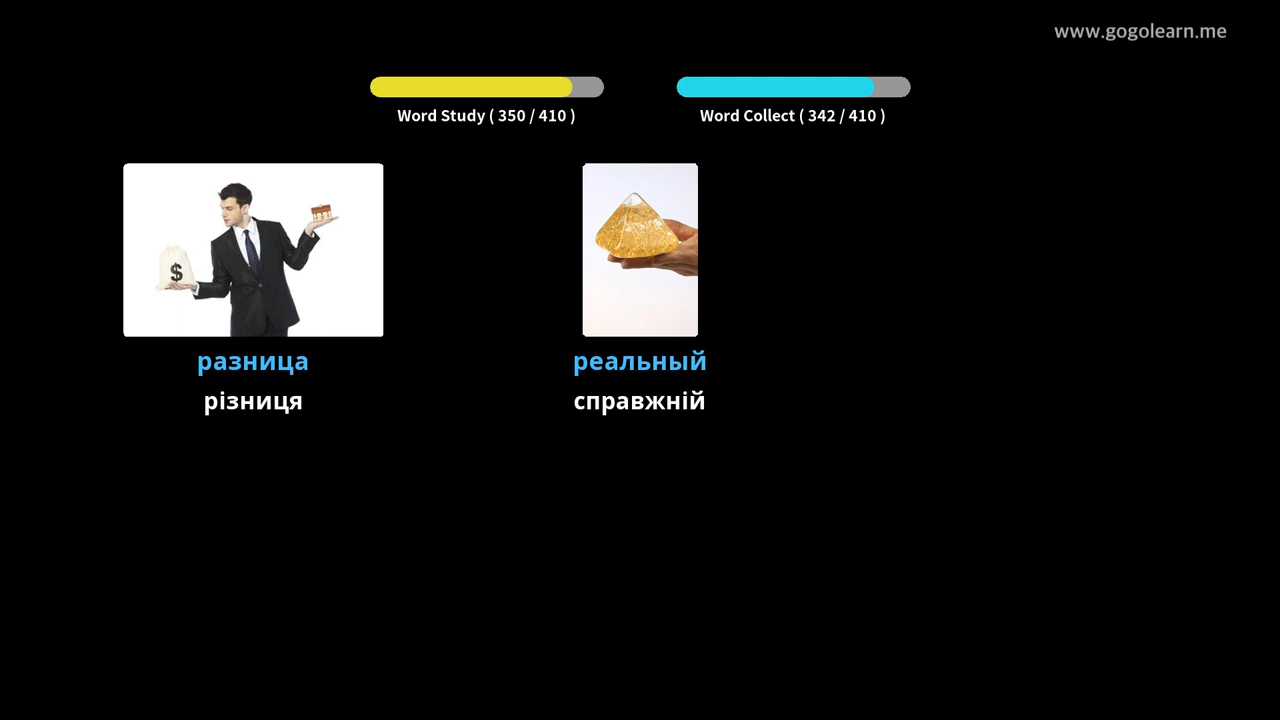 www.gogolearn.me
Word Study ( 350 / 410 )
Word Collect ( 342 / 410 )
$
разница
реальный
різниця
справжній